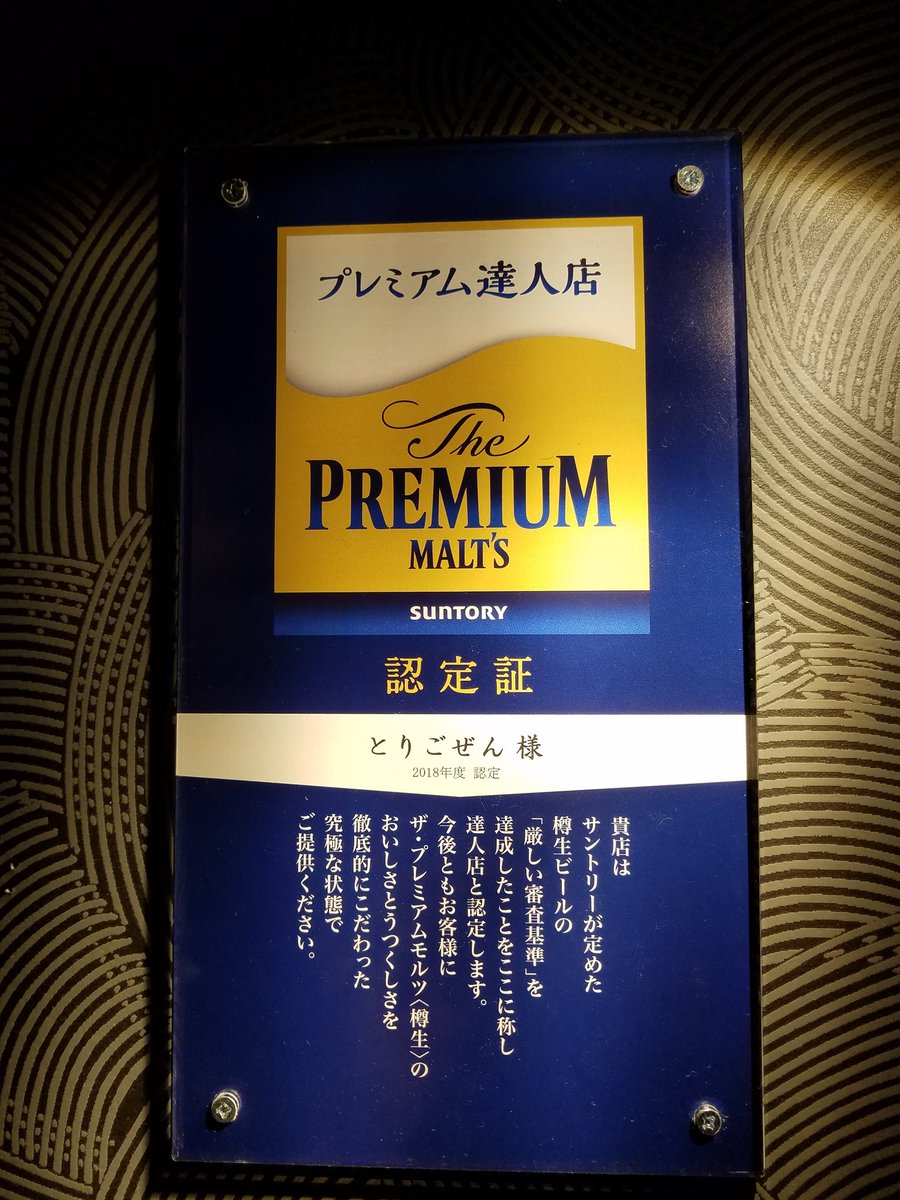 プレミアム達人店
The
PREMIUM
MALT'S
SUNTORY
認定証
とりごぜん 様
2018年度 認定
貴店は
サントリーが定めた
樽生ビールの
「厳しい審査基準」を
達成したことをここに称し
達人店と認定します。
今後ともお客様に
ザ・プレミアムモルツ〈樽生〉の
おいしさとうつくしさを
徹底的にこだわった
究極な状態で
ご提供ください。